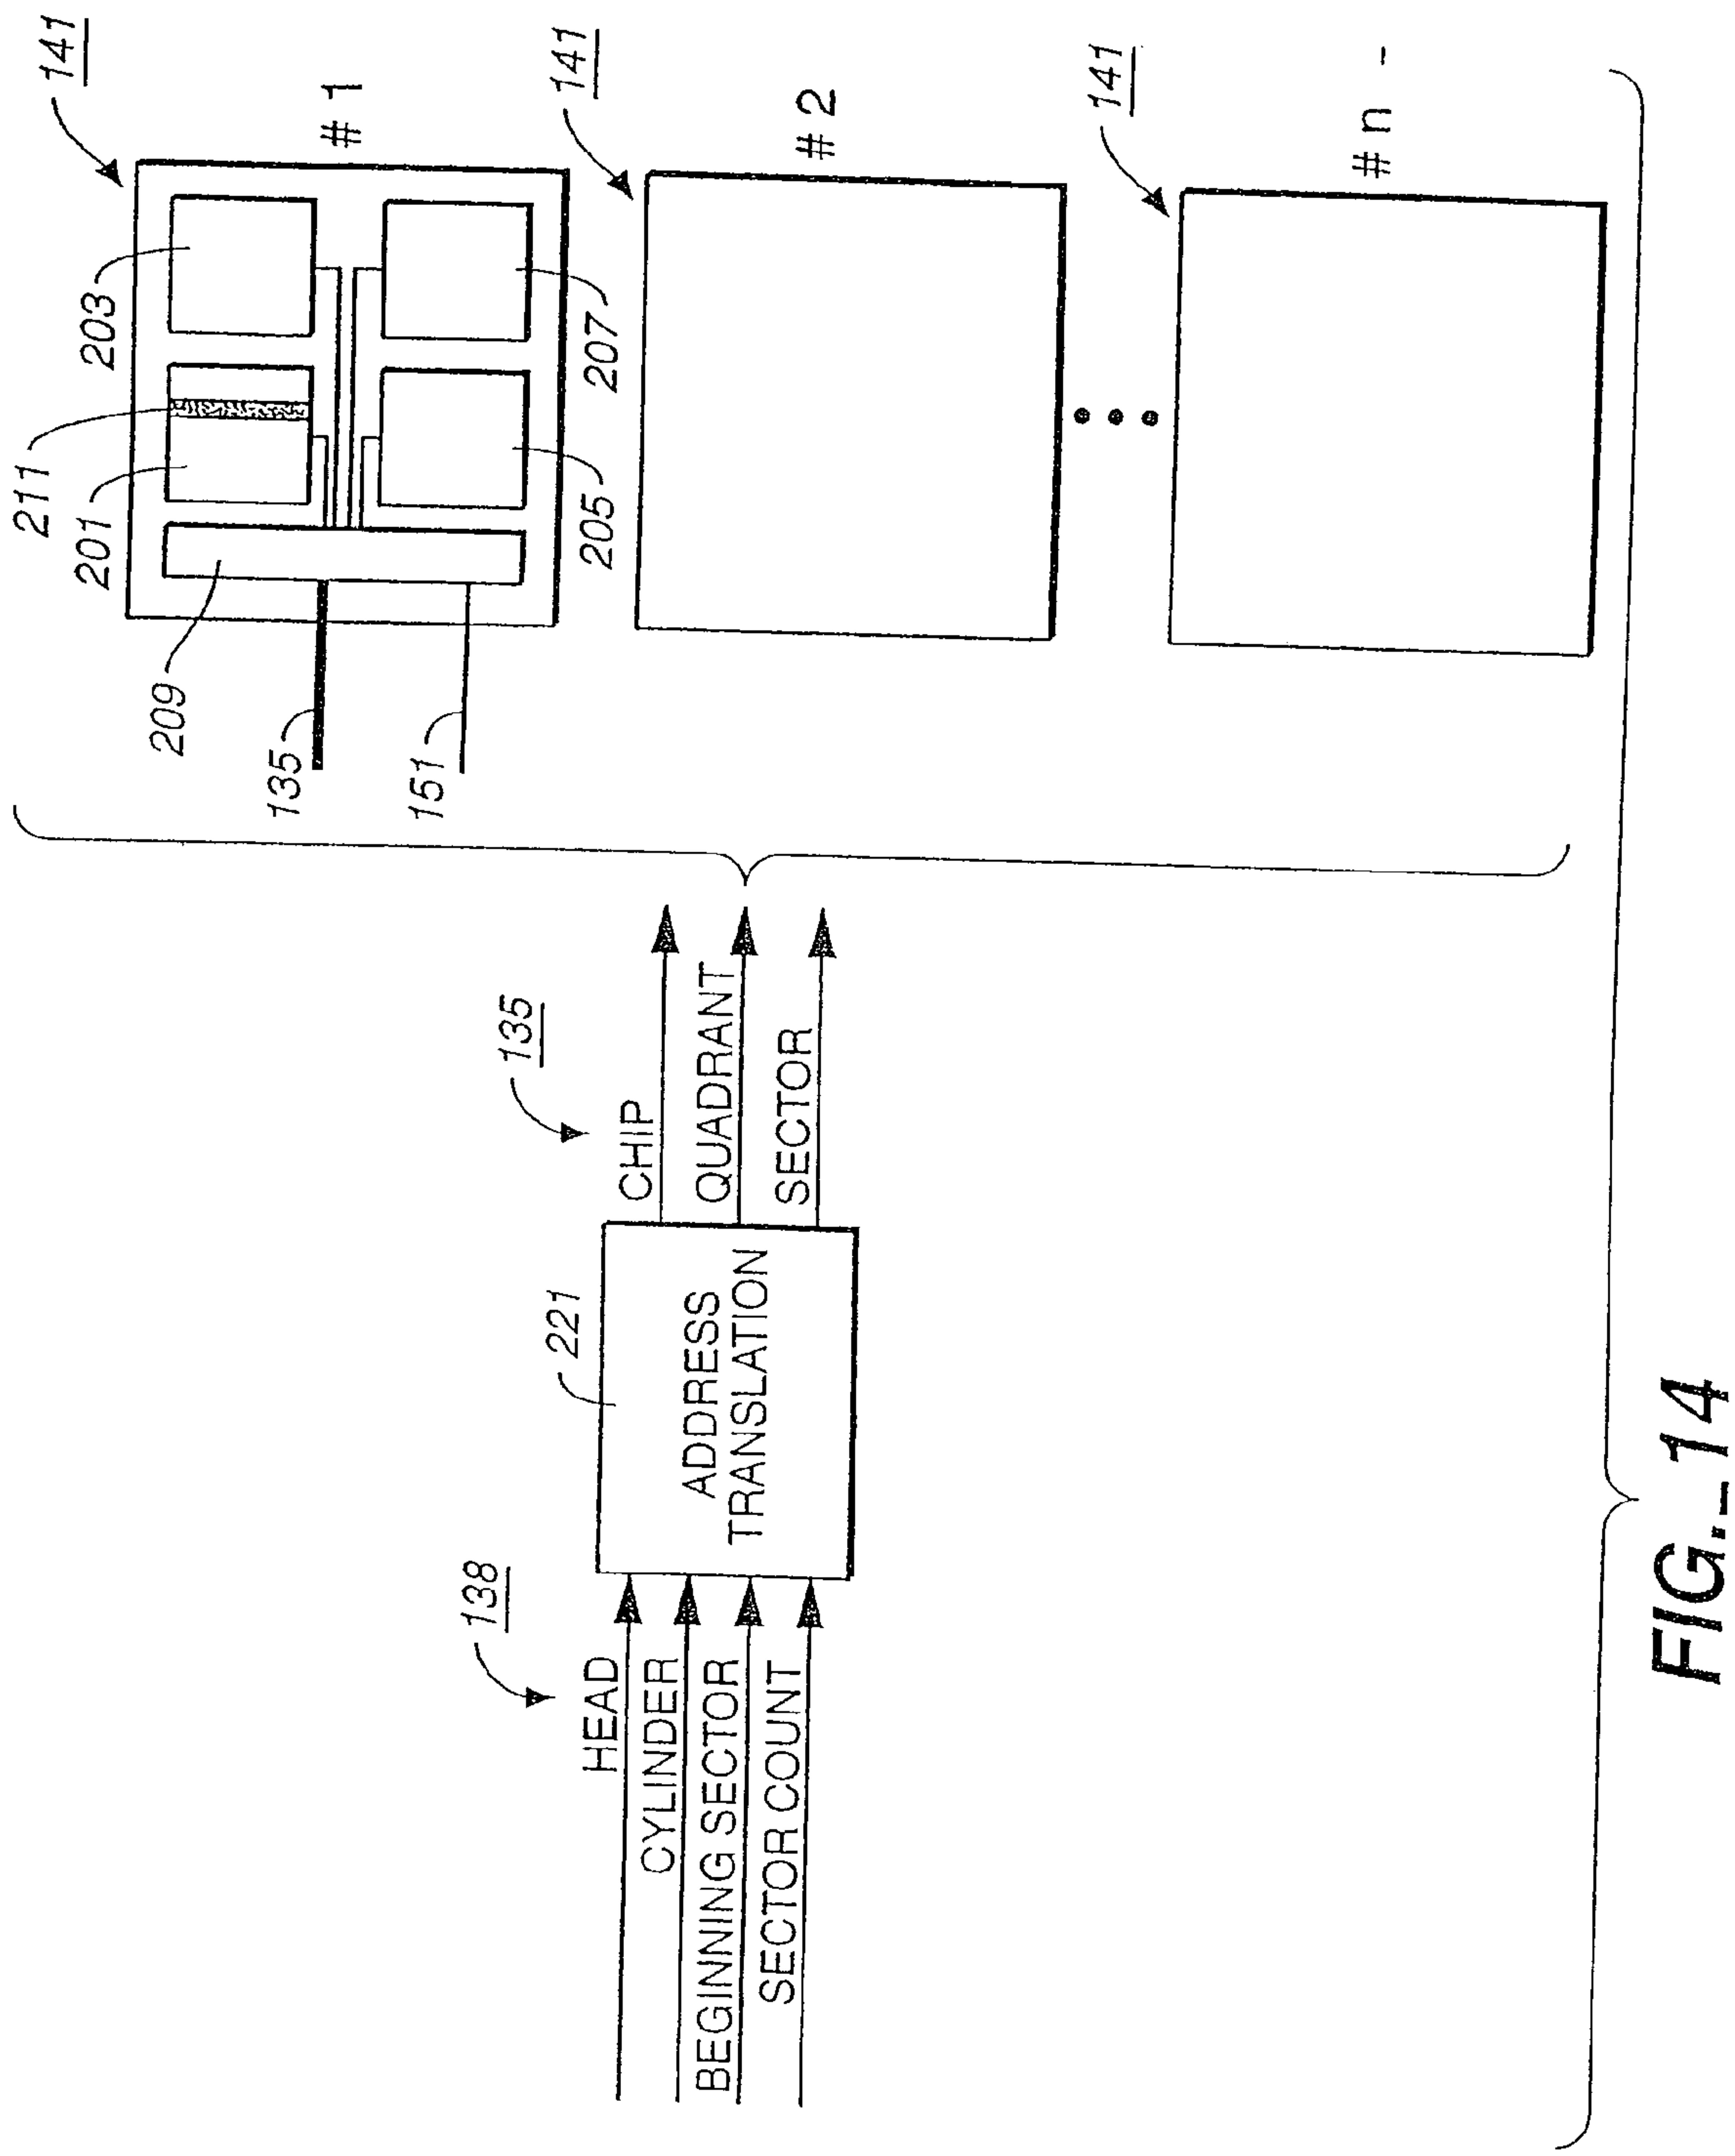 138
HEAD
CYLINDER
BEGINNING SECTOR
SECTOR COUNT
221
ADDRESS
TRANSLATION
135
CHIP
QUADRANT
SECTOR
141
211
201
203
209
135
151
205
207
# 1
141
# 2
141
# n -
FIG._14